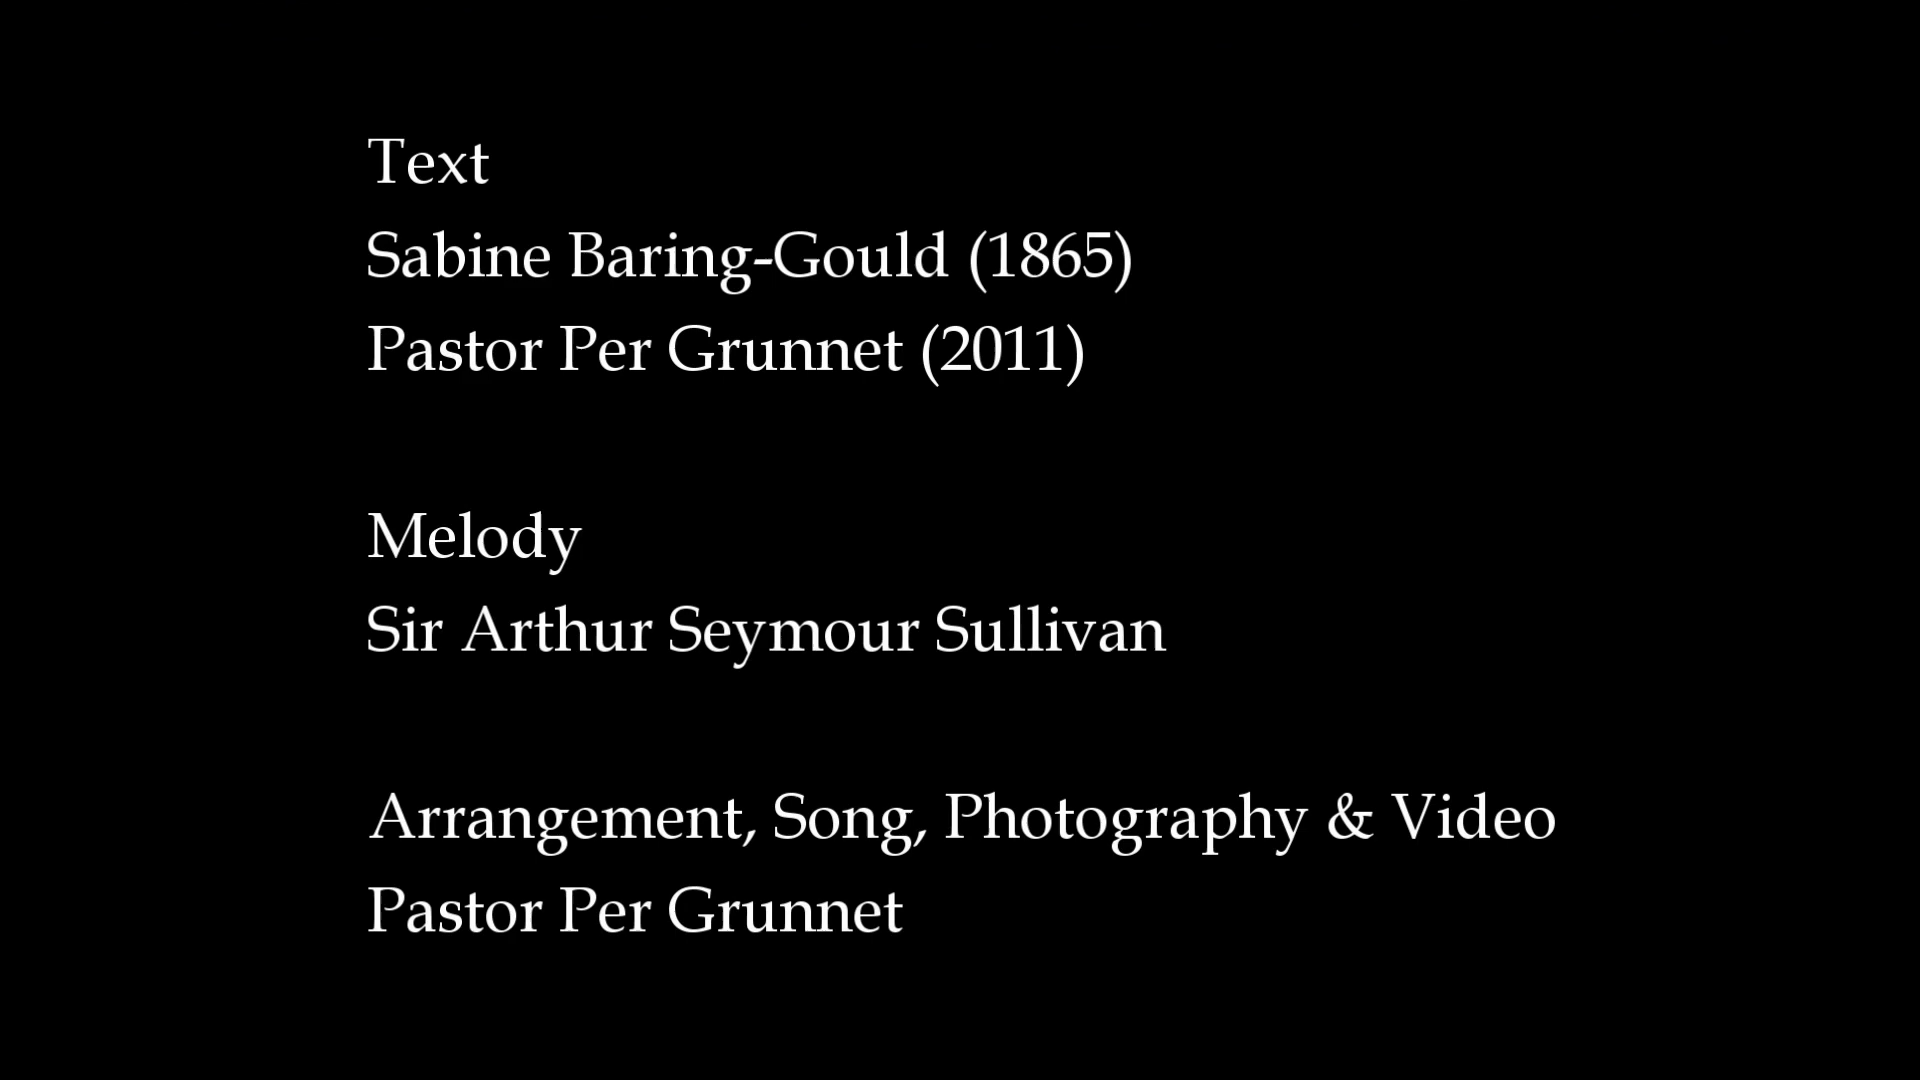 Text
Sabine Baring-Gould (1865)
Pastor Per Grunnet (2011)
Melody
Sir Arthur Seymour Sullivan
Arrangement, Song, Photography & Video
Pastor Per Grunnet